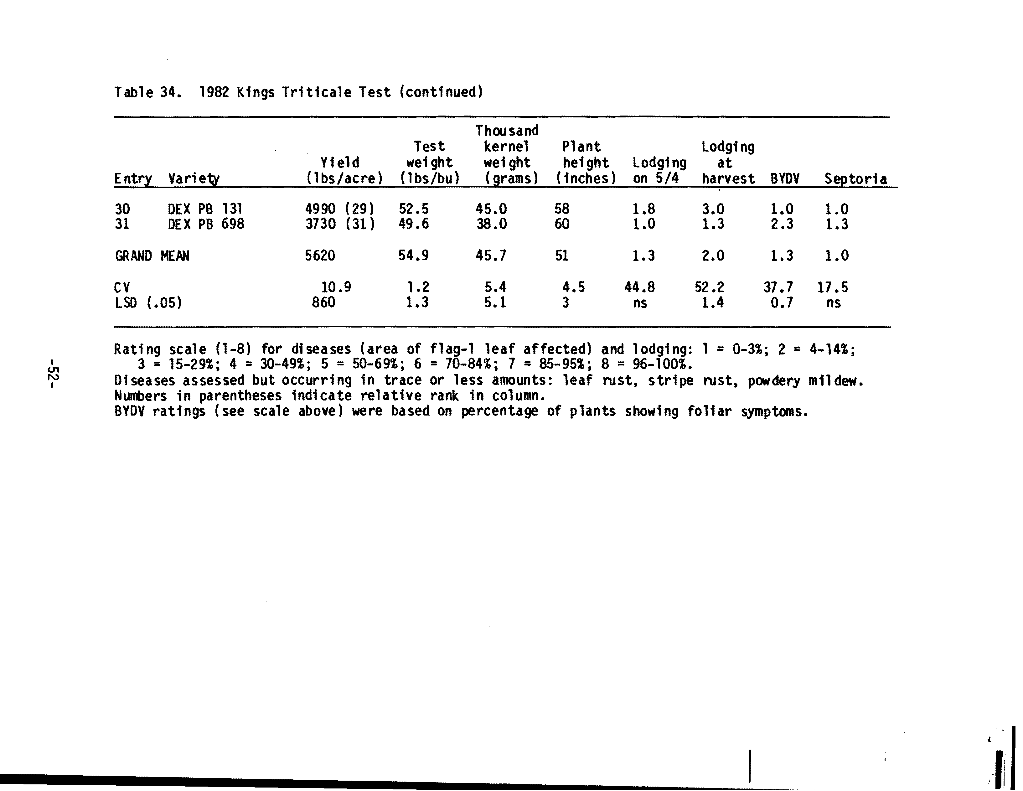 Table 34. 1982 Kings Triticale Test (continued)
Thousand
Test kernel Plant Lodging
Yield weight weight height Lodging at
Entry Variety (lbs/acre) (lbs/bu) (grams) (inches) on 5/4 harvest BYDV Septoria
30 DEX PB 131 4990 (29) 52.5 45.0 58 1.8 3.0 1.0 1.0
31 DEX PB 698 3730 (31) 49.6 38.0 60 1.0 1.3 2.3 1.3
GRAND MEAN 5620 54.9 45.7 51 1.3 2.0 1.3 1.0
CV 10.9 1.2 5.4 4.5 44.8 52.2 37.7 17.5
LSD (.05) 860 1.3 5.1 3 ns 1.4 0.7 ns
Rating scale (1-8) for diseases (area of flag-1 leaf affected) and lodging: 1 = 0-3%; 2 = 4-14%;
3 = 15-29%; 4 = 30-49%; 5 = 50-69%; 6 = 70-84%; 7 = 85-95%; 8 = 96-100%.
Diseases assessed but occurring in trace or less amounts: leaf rust, stripe rust, powdery mildew.
Numbers in parentheses indicate relative rank in column.
BYDV ratings (see scale above) were based on percentage of plants showing foliar symptoms.
-52-